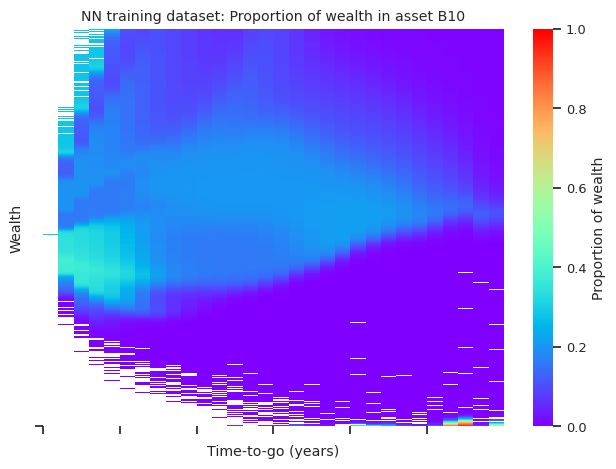 NN training dataset: Proportion of wealth in asset B10
Wealth
Time-to-go (years)
1.0
0.8
0.6
0.4
0.2
0.0
Proportion of wealth